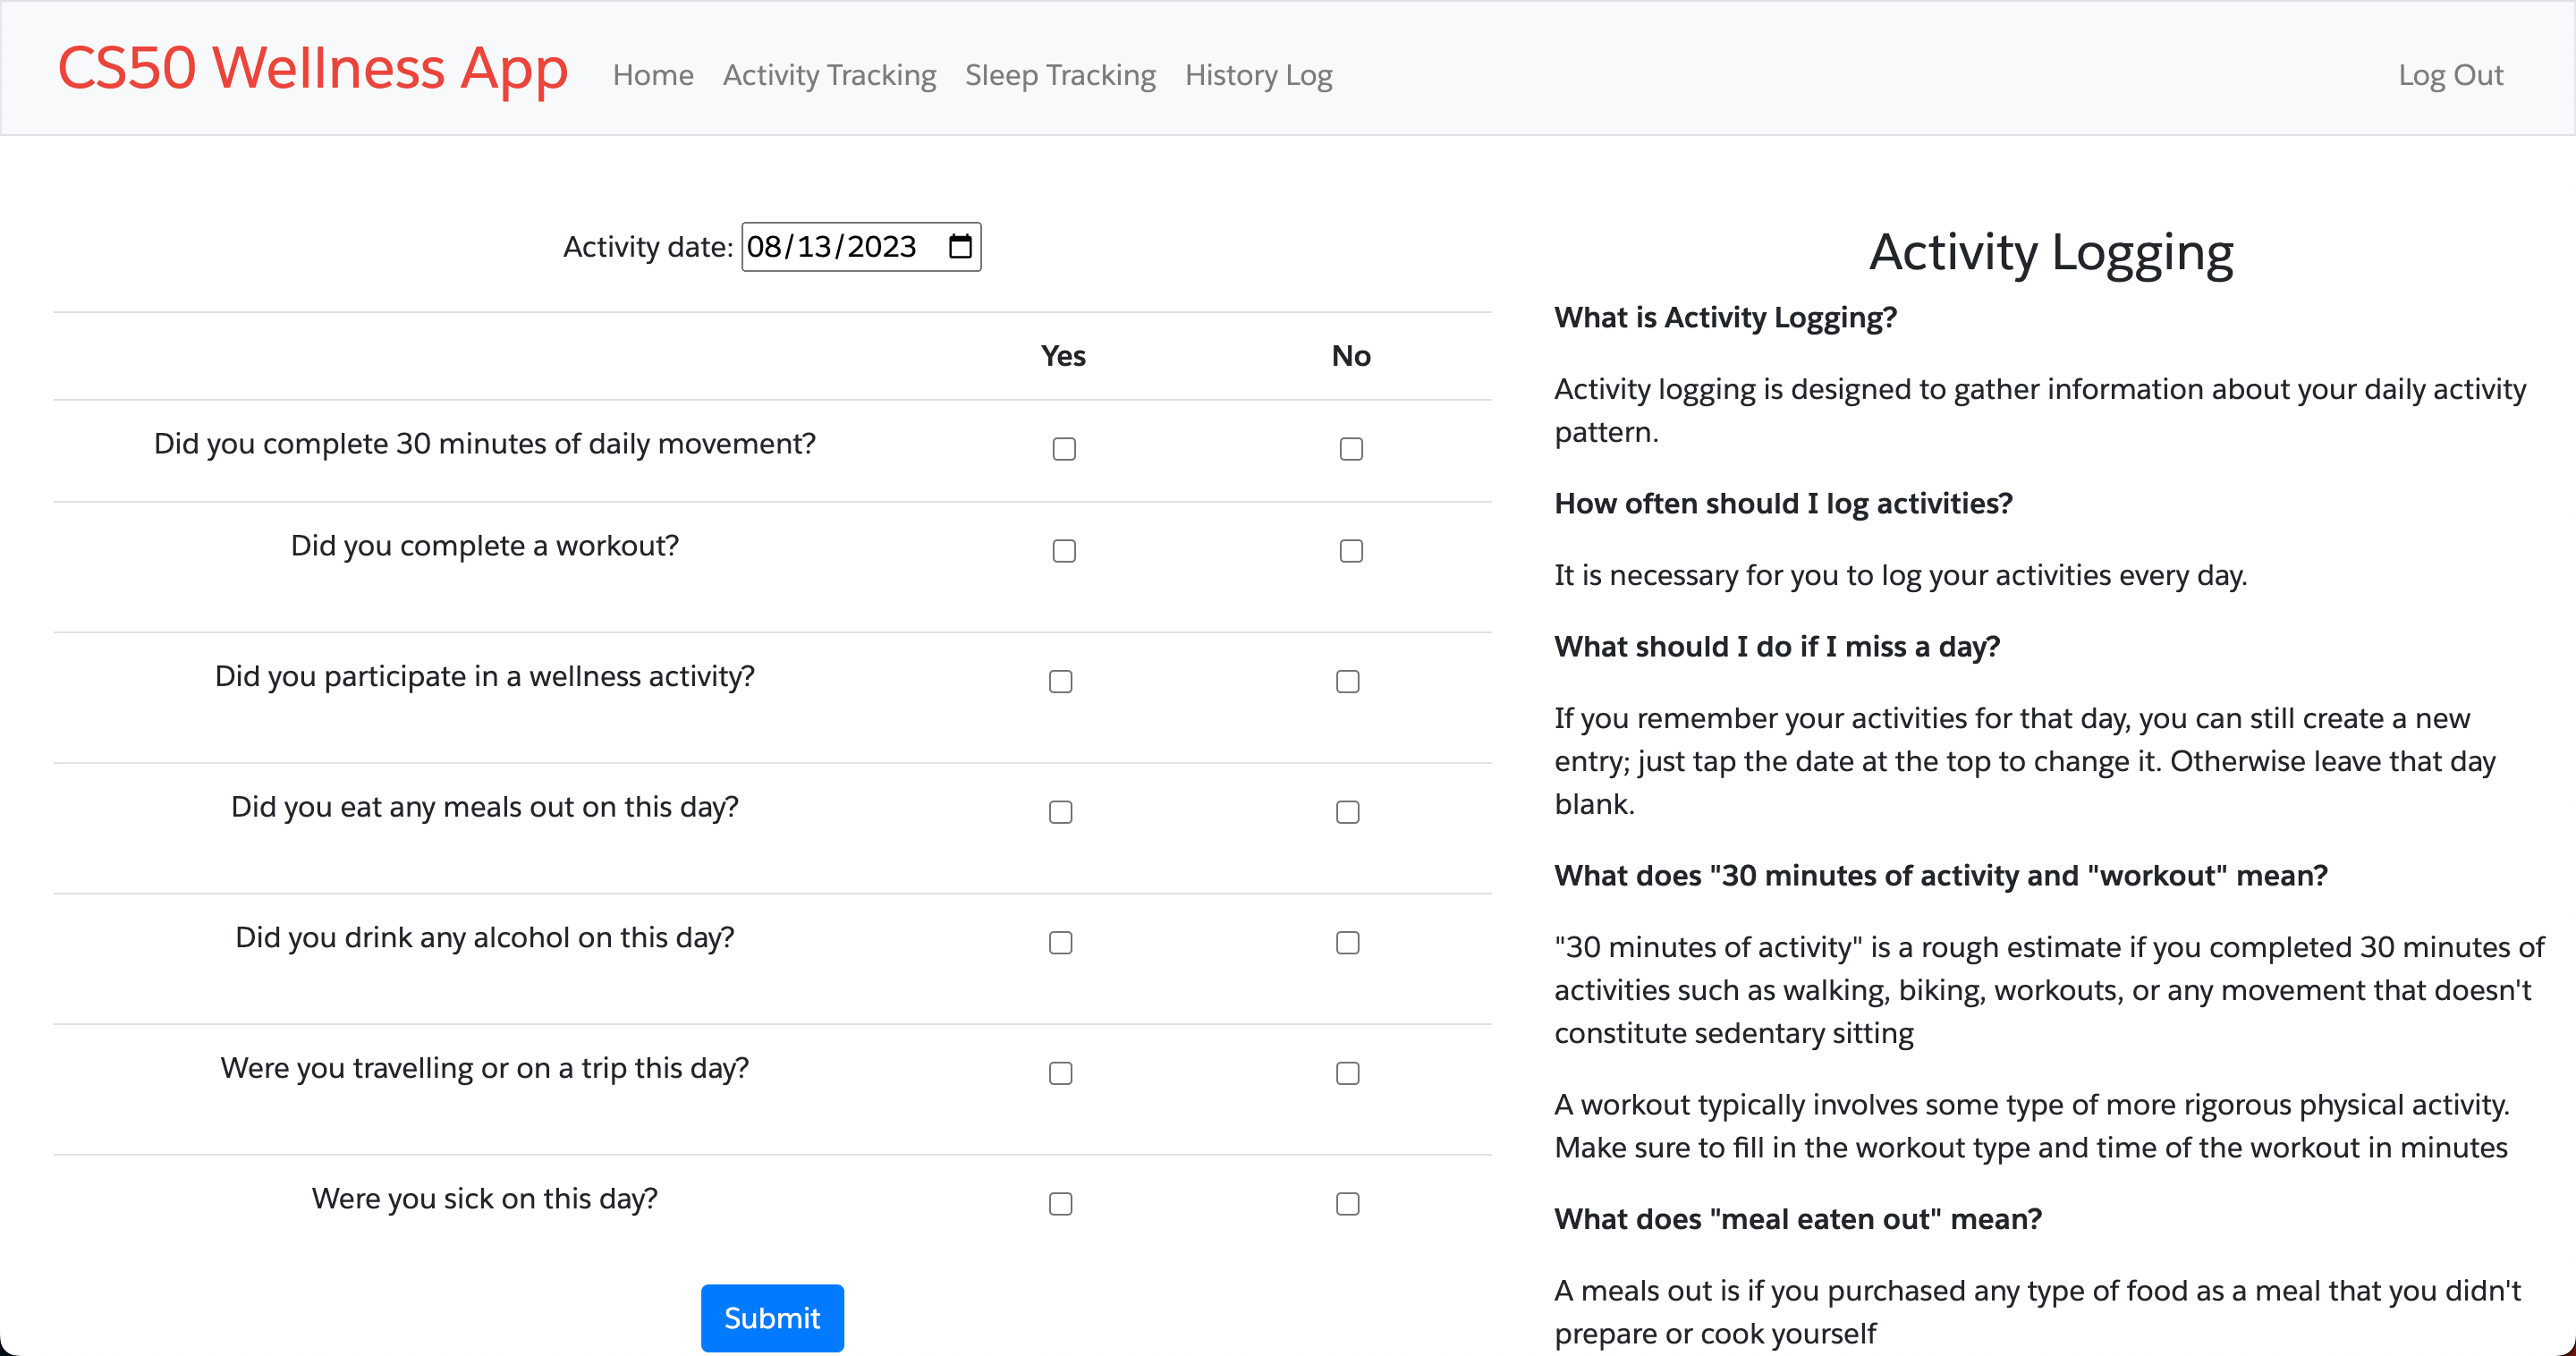 CS50 Wellness App Home Activity Tracking Sleep Tracking History Log Log Out
Activity date: 08/13/2023
Yes No
Did you complete 30 minutes of daily movement?
Did you complete a workout?
Did you participate in a wellness activity?
Did you eat any meals out on this day?
Did you drink any alcohol on this day?
Were you travelling or on a trip this day?
Were you sick on this day?
Submit
Activity Logging
What is Activity Logging?
Activity logging is designed to gather information about your daily activity
pattern.
How often should I log activities?
It is necessary for you to log your activities every day.
What should I do if I miss a day?
If you remember your activities for that day, you can still create a new
entry; just tap the date at the top to change it. Otherwise leave that day
blank.
What does "30 minutes of activity and "workout" mean?
"30 minutes of activity" is a rough estimate if you completed 30 minutes of
activities such as walking, biking, workouts, or any movement that doesn't
constitute sedentary sitting
A workout typically involves some type of more rigorous physical activity.
Make sure to fill in the workout type and time of the workout in minutes
What does "meal eaten out" mean?
A meals out is if you purchased any type of food as a meal that you didn't
prepare or cook yourself